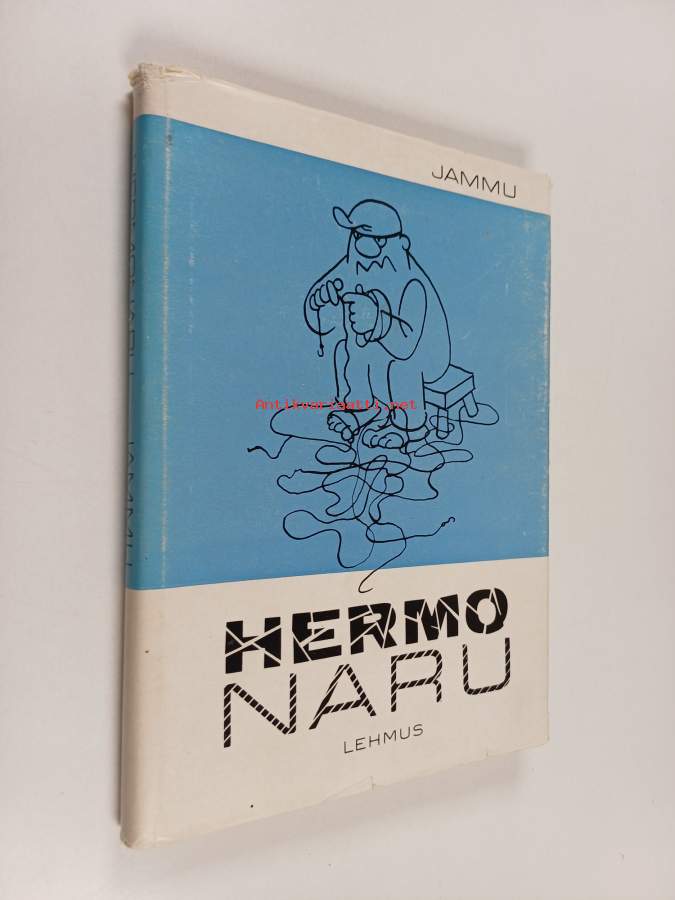 JAMMU
Antikvariaatti.net
HERMO
NARU
LEHMUS